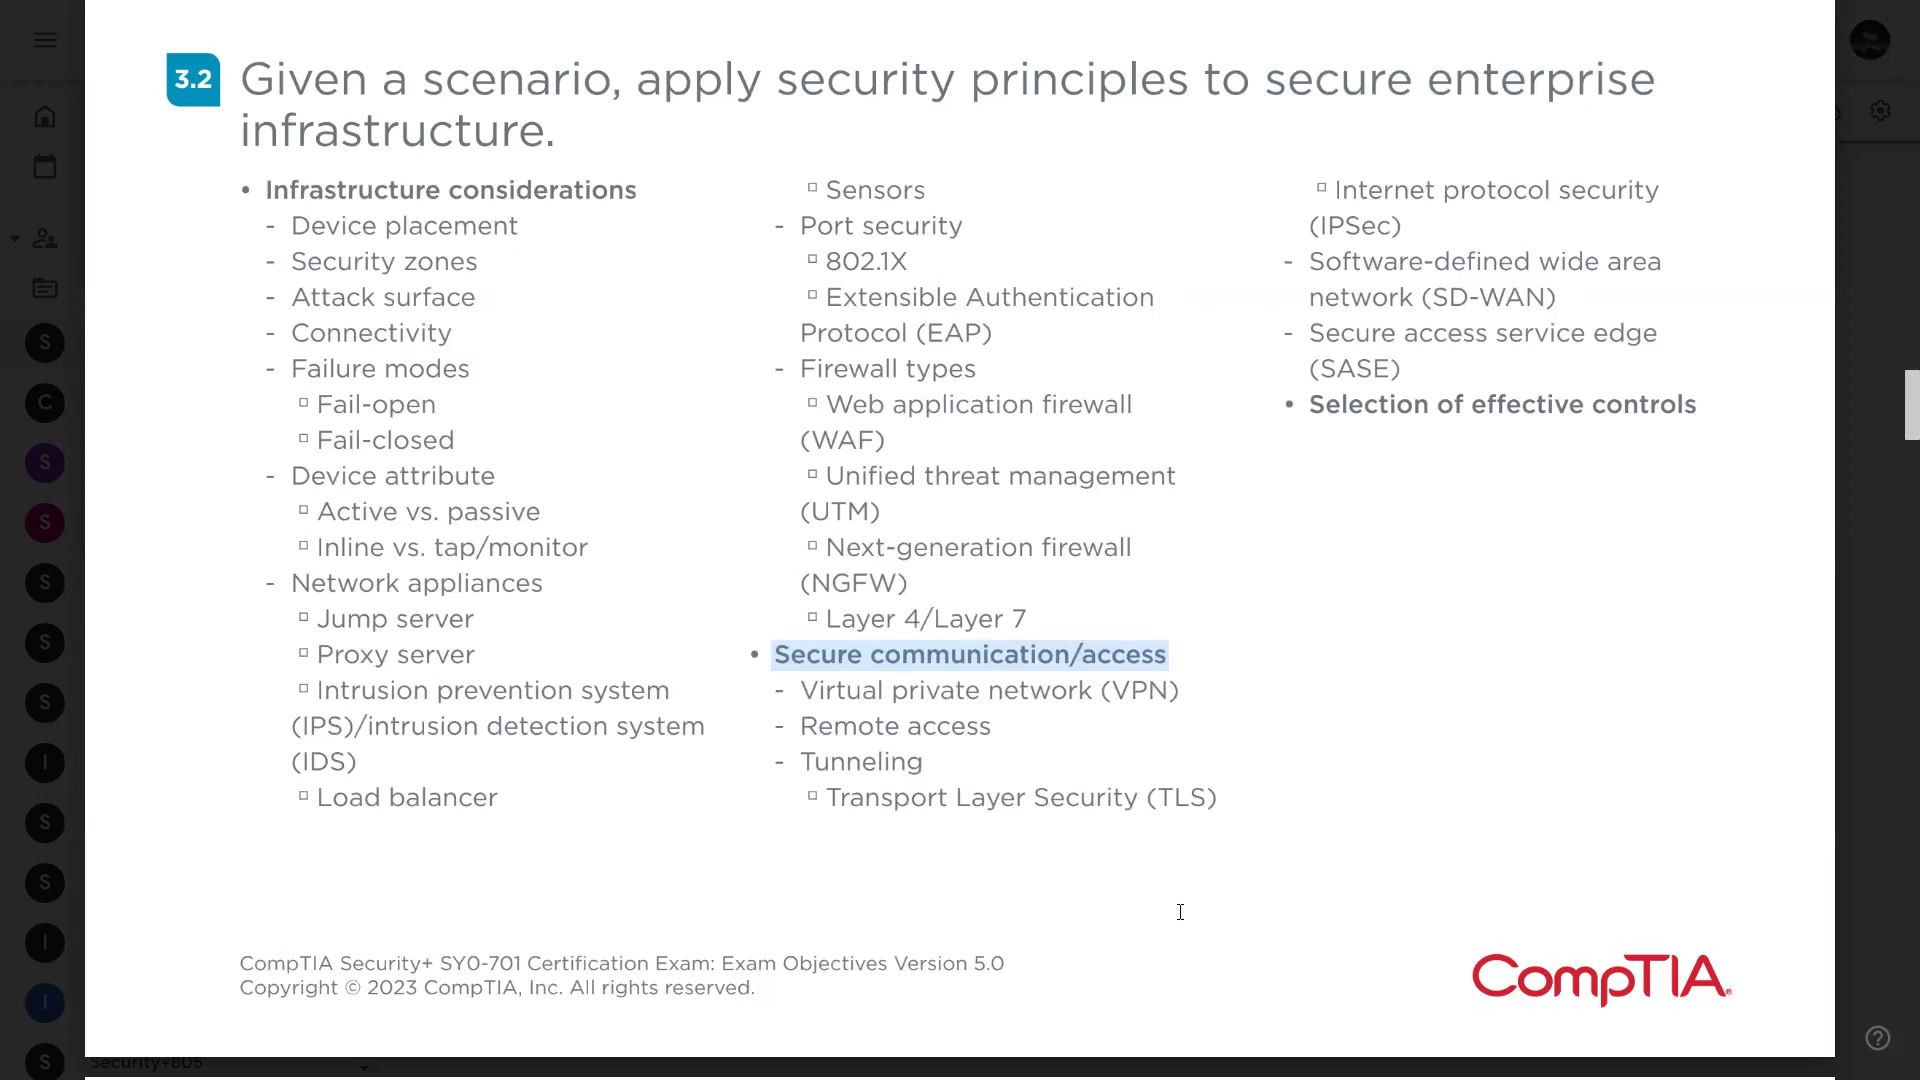 3.2 Given a scenario, apply security principles to secure enterprise
infrastructure.
• Infrastructure considerations
- Device placement
- Security zones
- Attack surface
- Connectivity
- Failure modes
▫ Fail-open
▫ Fail-closed
- Device attribute
▫ Active vs. passive
▫ Inline vs. tap/monitor
- Network appliances
▫ Jump server
▫ Proxy server
▫ Intrusion prevention system
(IPS)/intrusion detection system
(IDS)
▫ Load balancer
▫ Sensors
- Port security
▫ 802.1X
▫ Extensible Authentication
Protocol (EAP)
- Firewall types
▫ Web application firewall
(WAF)
▫ Unified threat management
(UTM)
▫ Next-generation firewall
(NGFW)
▫ Layer 4/Layer 7
• Secure communication/access
- Virtual private network (VPN)
- Remote access
- Tunneling
▫ Transport Layer Security (TLS)
▫ Internet protocol security
(IPSec)
- Software-defined wide area
network (SD-WAN)
- Secure access service edge
(SASE)
• Selection of effective controls
CompTIA Security+ SY0-701 Certification Exam: Exam Objectives Version 5.0
Copyright © 2023 CompTIA, Inc. All rights reserved.
CompTIA®
S
C
S
S
S
S
S
I
S
S
I
I
S
Security+805